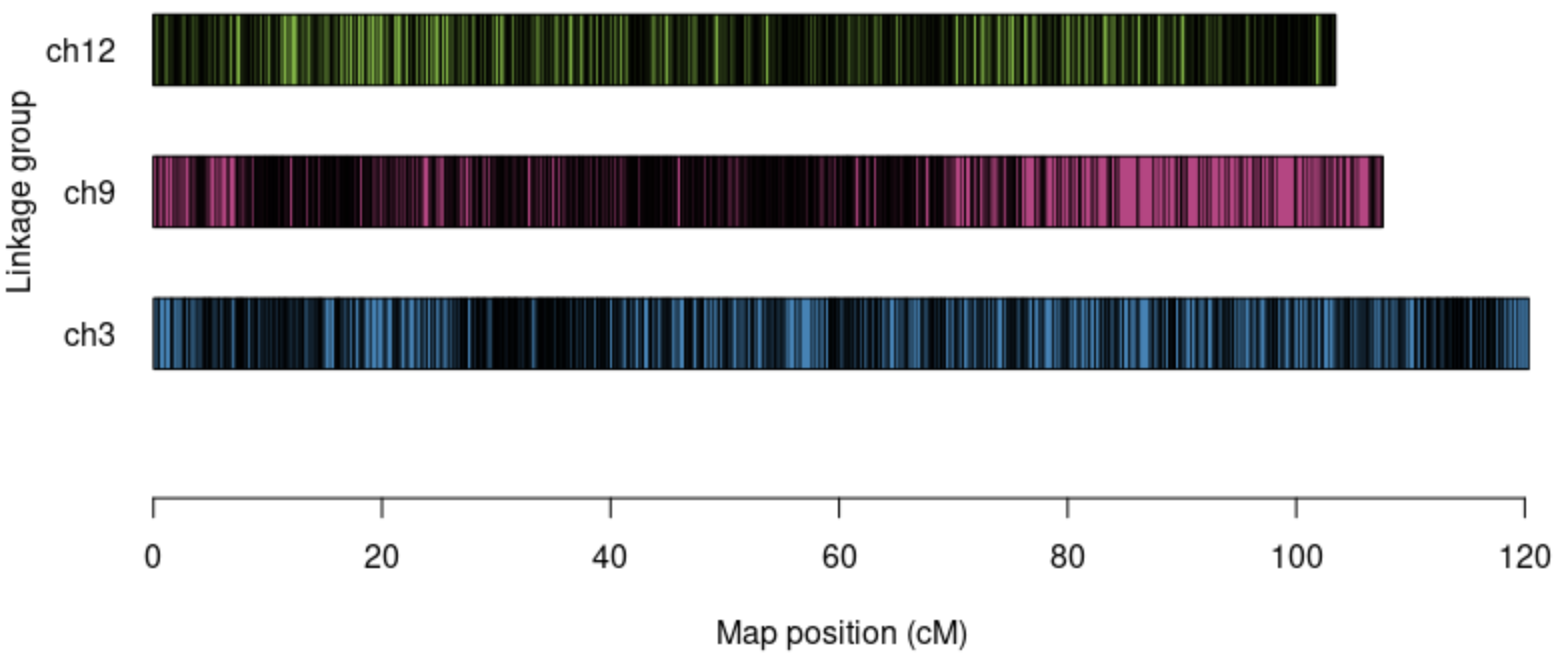 Linkage group
ch12
ch9
ch3
0 20 40 60 80 100 120
Map position (cM)